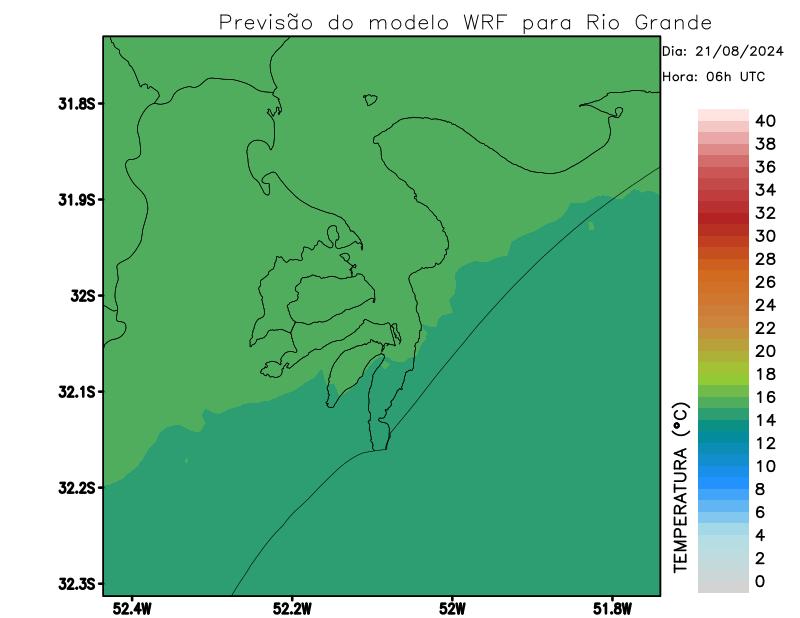 Previsão do modelo WRF para Rio Grande
Dia: 21/08/2024
Hora: 06h UTC
31.8S
31.9S
32S
32.1S
32.2S
32.3S
52.4W
52.2W
52W
51.8W
TEMPERATURA (°C)
40
38
36
34
32
30
28
26
24
22
20
18
16
14
12
10
8
6
4
2
0